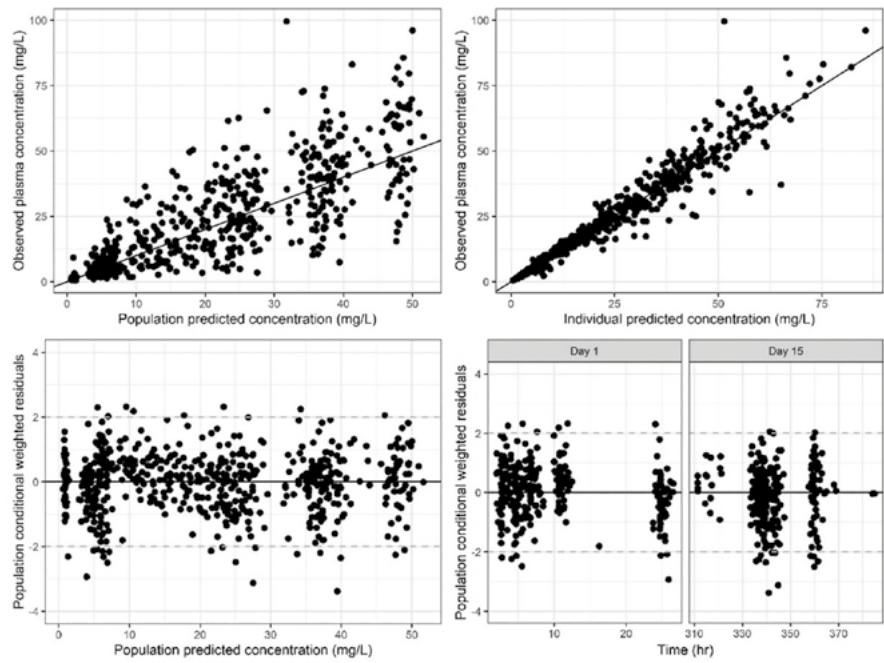 Observed plasma concentration (mg/L)
100
75
50
25
0
0 10 20 30 40 50
Population predicted concentration (mg/L)
Observed plasma concentration (mg/L)
100
75
50
25
0
0 25 50 75
Individual predicted concentration (mg/L)
Population conditional weighted residuals
4
2
0
-2
-4
0 10 20 30 40 50
Population predicted concentration (mg/L)
Day 1 Day 15
Population conditional weighted residuals
4
2
0
-2
-4
10 20 310 330 350 370
Time (hr)